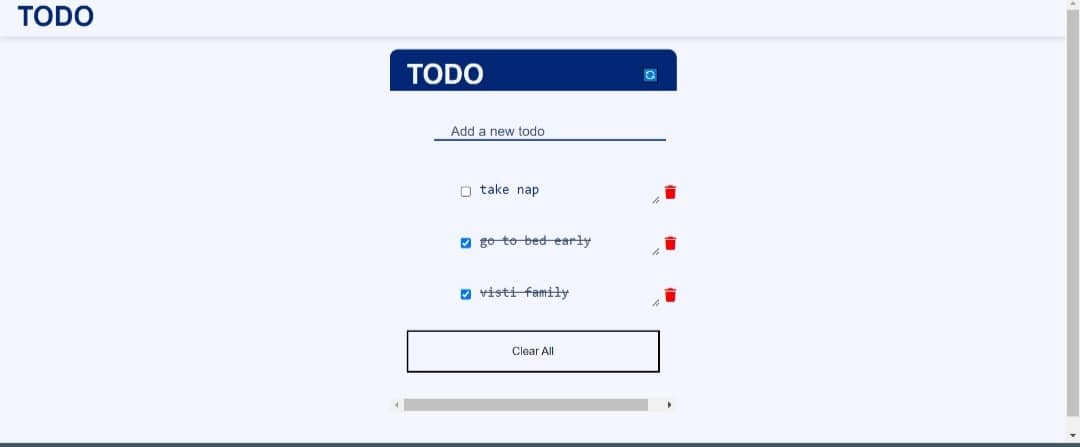 TODO
TODO
Add a new todo
take nap
go to bed early
visti family
Clear All